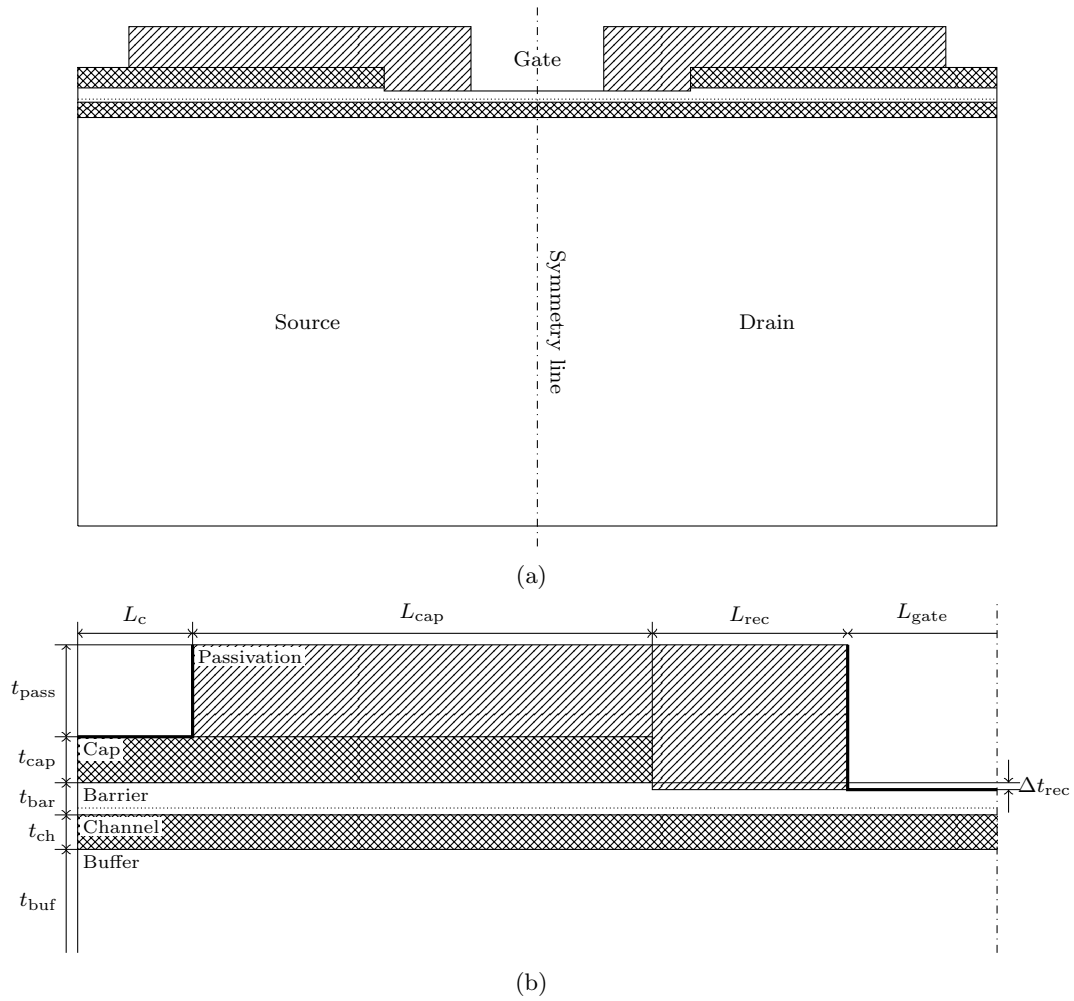 Gate
Symmetry line
Source
Drain
(a)
L_c
L_cap
L_rec
L_gate
Passivation
t_pass
Cap
t_cap
Δt_rec
Barrier
t_bar
Channel
t_ch
Buffer
t_buf
(b)